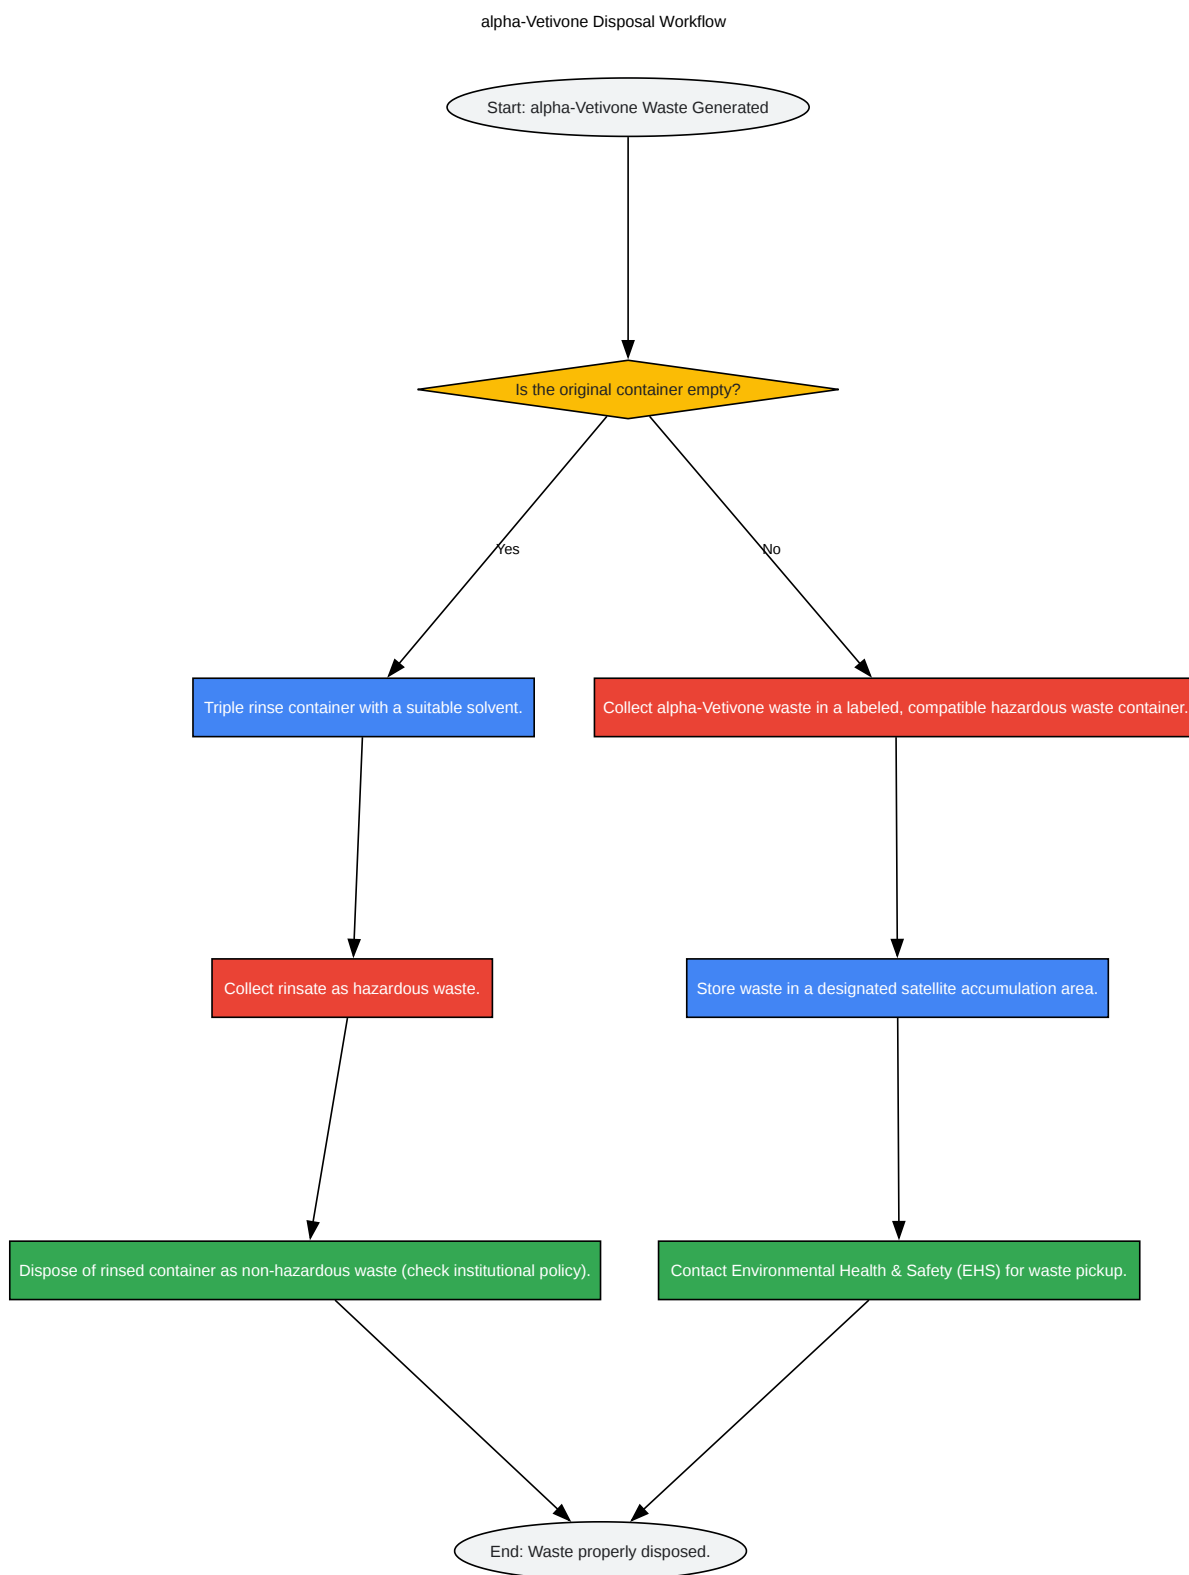 alpha-Vetivone Disposal Workflow
Start: alpha-Vetivone Waste Generated
Is the original container empty?
Yes
No
Triple rinse container with a suitable solvent.
Collect alpha-Vetivone waste in a labeled, compatible hazardous waste container.
Collect rinsate as hazardous waste.
Store waste in a designated satellite accumulation area.
Dispose of rinsed container as non-hazardous waste (check institutional policy).
Contact Environmental Health & Safety (EHS) for waste pickup.
End: Waste properly disposed.